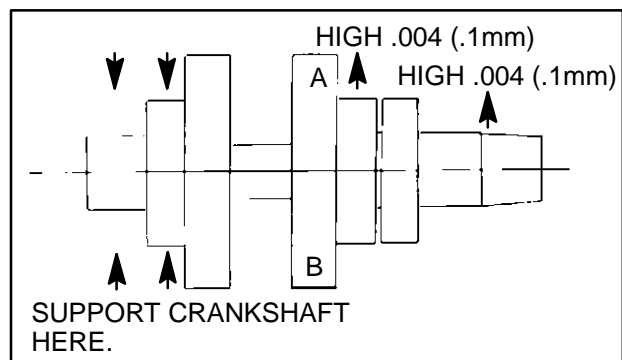 HIGH .004 (.1mm)
HIGH .004 (.1mm)
A
B
SUPPORT CRANKSHAFT
HERE.